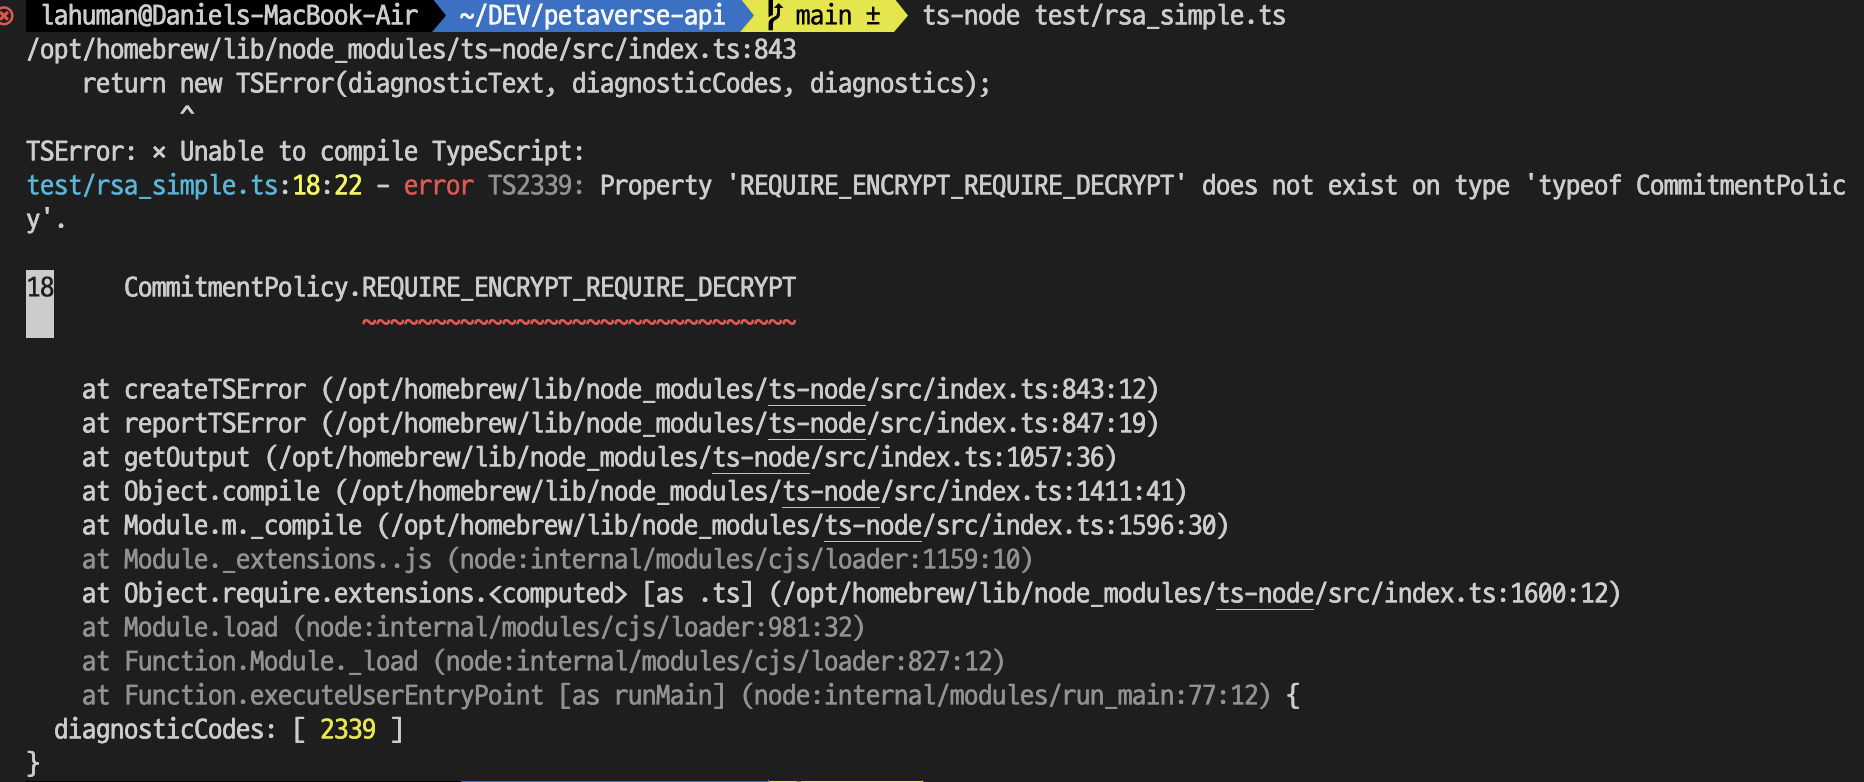 lahuman@Daniels-MacBook-Air ~/DEV/petaverse-api main ± ts-node test/rsa_simple.ts
/opt/homebrew/lib/node_modules/ts-node/src/index.ts:843
    return new TSError(diagnosticText, diagnosticCodes, diagnostics);
           ^
TSError: ⨯ Unable to compile TypeScript:
test/rsa_simple.ts:18:22 - error TS2339: Property 'REQUIRE_ENCRYPT_REQUIRE_DECRYPT' does not exist on type 'typeof CommitmentPolic
y'.

18     CommitmentPolicy.REQUIRE_ENCRYPT_REQUIRE_DECRYPT
                        ~~~~~~~~~~~~~~~~~~~~~~~~~~~~~~~

    at createTSError (/opt/homebrew/lib/node_modules/ts-node/src/index.ts:843:12)
    at reportTSError (/opt/homebrew/lib/node_modules/ts-node/src/index.ts:847:19)
    at getOutput (/opt/homebrew/lib/node_modules/ts-node/src/index.ts:1057:36)
    at Object.compile (/opt/homebrew/lib/node_modules/ts-node/src/index.ts:1411:41)
    at Module.m._compile (/opt/homebrew/lib/node_modules/ts-node/src/index.ts:1596:30)
    at Module._extensions..js (node:internal/modules/cjs/loader:1159:10)
    at Object.require.extensions.<computed> [as .ts] (/opt/homebrew/lib/node_modules/ts-node/src/index.ts:1600:12)
    at Module.load (node:internal/modules/cjs/loader:981:32)
    at Function.Module._load (node:internal/modules/cjs/loader:827:12)
    at Function.executeUserEntryPoint [as runMain] (node:internal/modules/run_main:77:12) {
  diagnosticCodes: [ 2339 ]
}